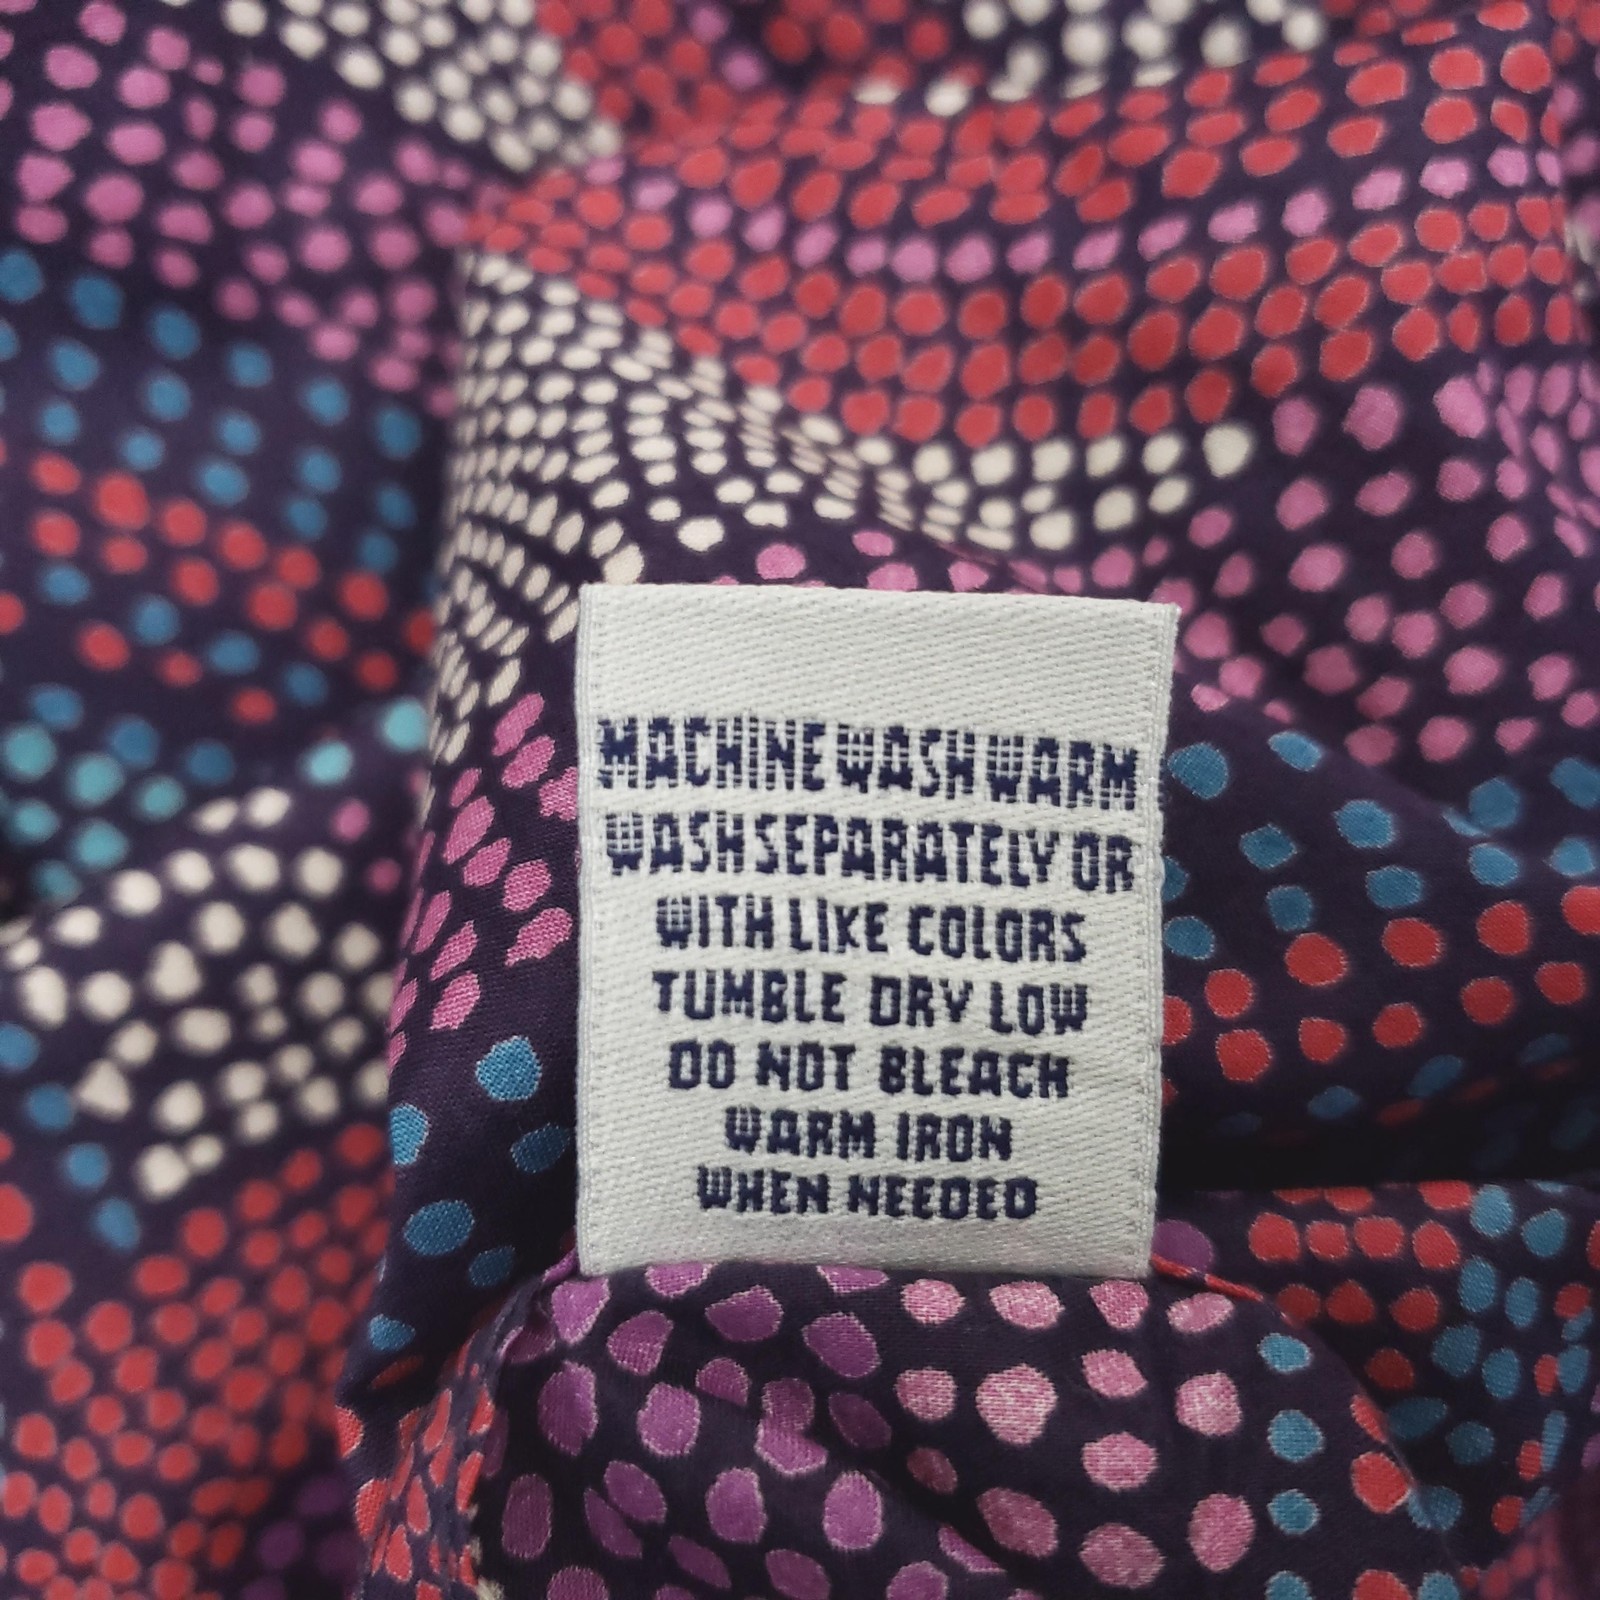 MACHINE WASH WARM
WASH SEPARATELY OR
WITH LIKE COLORS
TUMBLE DRY LOW
DO NOT BLEACH
WARM IRON
WHEN NEEDED